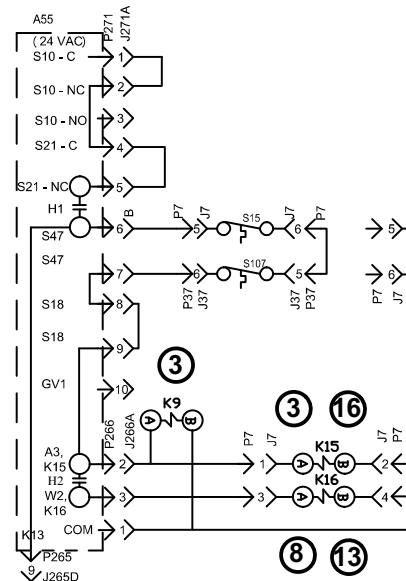 A55
(24 VAC)
P271
J271A
S10 - C
1
S10 - NC
2
S10 - NO
3
S21 - C
4
S21 - NC
5
H1
6
B
P7
5
J7
S15
J7
6
P7
5
S47
S47
7
6
S107
5
6
P37
J37
J37
P37
P7
J7
S18
8
S18
9
3
GV1
10
K9
3
16
A
B
P266
J266A
P7
J7
K15
J7
P7
A3,
K15
2
1
A
B
2
H2
K16
W2,
K16
3
3
A
B
4
COM
1
K13
8
13
P265
9
J265D